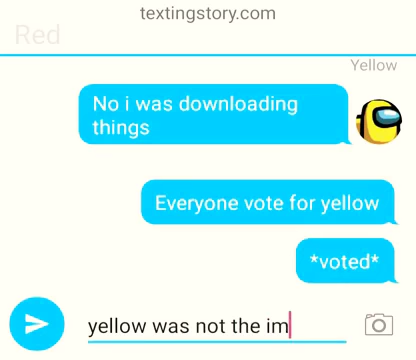 textingstory.com
Red
Yellow
No i was downloading
things
Everyone vote for yellow
*voted*
yellow was not the im